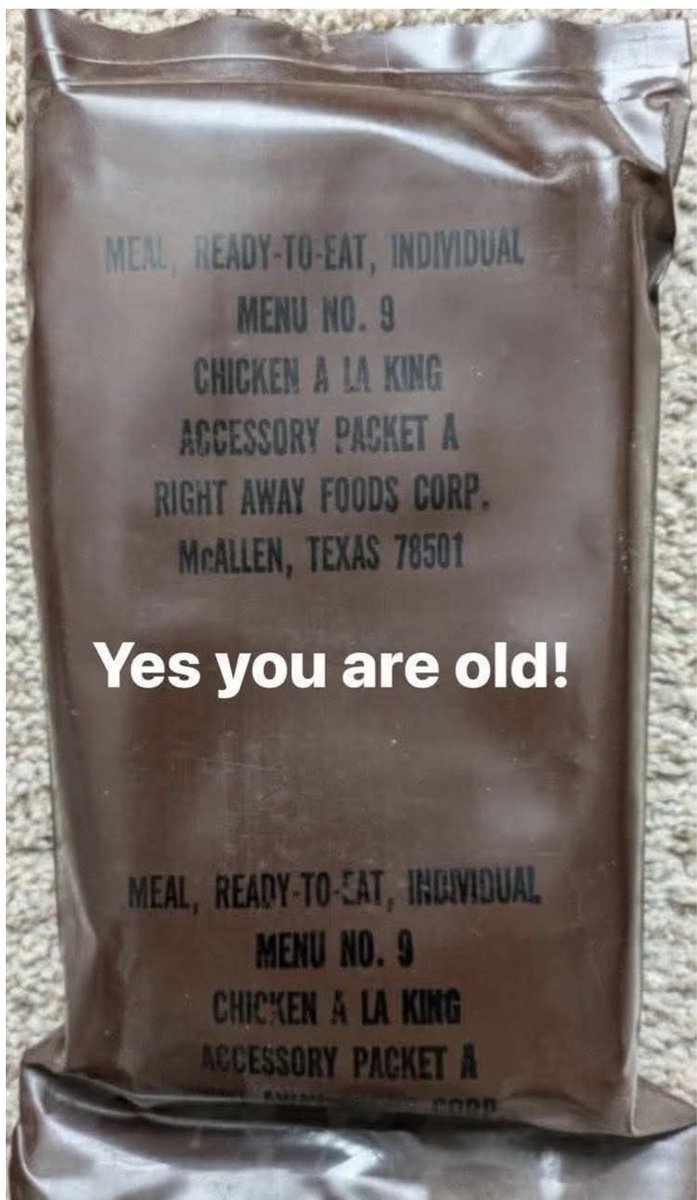 MEAL, READY-TO-EAT, INDIVIDUAL
MENU NO. 9
CHICKEN A LA KING
ACCESSORY PACKET A
RIGHT AWAY FOODS CORP.
McALLEN, TEXAS 78501
Yes you are old!
MEAL, READY-TO-EAT, INDIVIDUAL
MENU NO. 9
CHICKEN A LA KING
ACCESSORY PACKET A
CORP